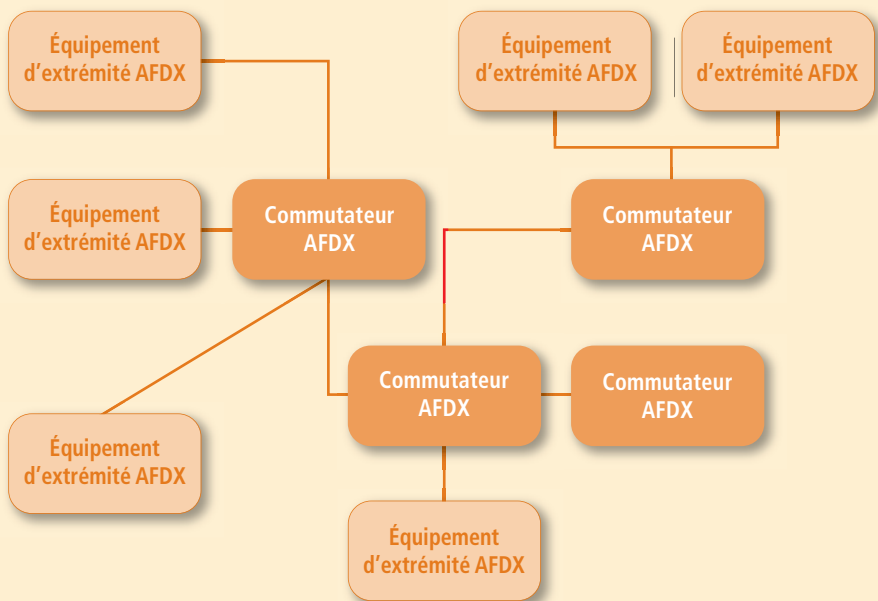 Équipement
d’extrémité AFDX
Équipement
d’extrémité AFDX
Équipement
d’extrémité AFDX
Équipement
d’extrémité AFDX
Commutateur
AFDX
Commutateur
AFDX
Commutateur
AFDX
Commutateur
AFDX
Équipement
d’extrémité AFDX
Équipement
d’extrémité AFDX